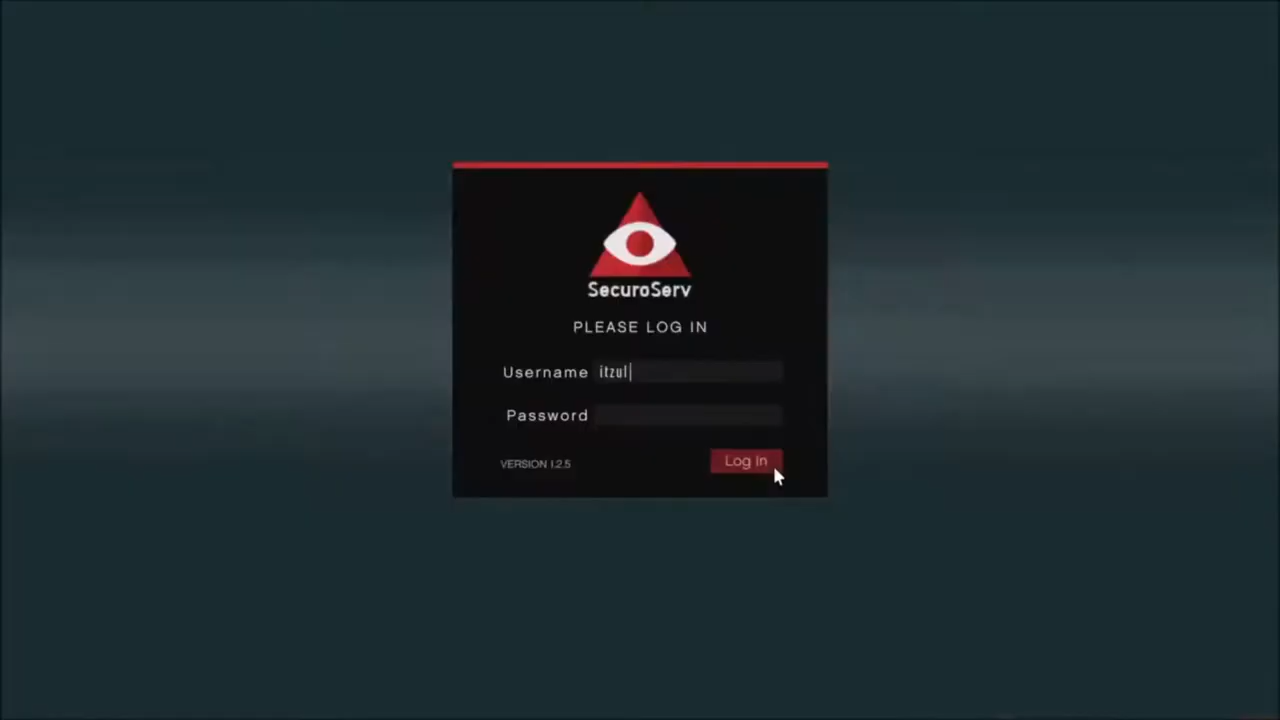 SecuroServ
PLEASE LOG IN
Username itzul
Password
VERSION 1.2.5 Log In